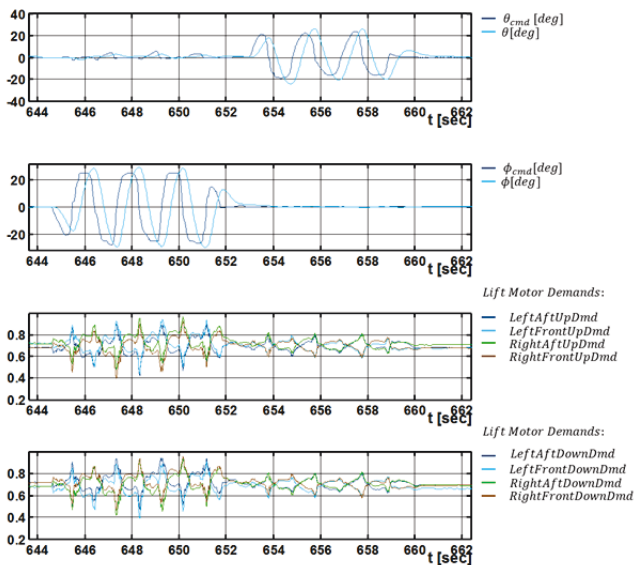 40
20
0
20
40
644 646 648 650 652 654 656 658 660 662
t [sec]
θcmd [deg]
θ[deg]
20
0
-20
644 646 648 650 652 654 656 658 660 662
t [sec]
ϕcmd[deg]
ϕ[deg]
Lift Motor Demands:
LeftAftUpDmd
LeftFrontUpDmd
RightAftUpDmd
RightFrontUpDmd
0.8
0.6
0.4
0.2
644 646 648 650 652 654 656 658 660 662
t [sec]
Lift Motor Demands:
LeftAftDownDmd
LeftFrontDownDmd
RightAftDownDmd
RightFrontDownDmd
0.8
0.6
0.4
0.2
644 646 648 650 652 654 656 658 660 662
t [sec]